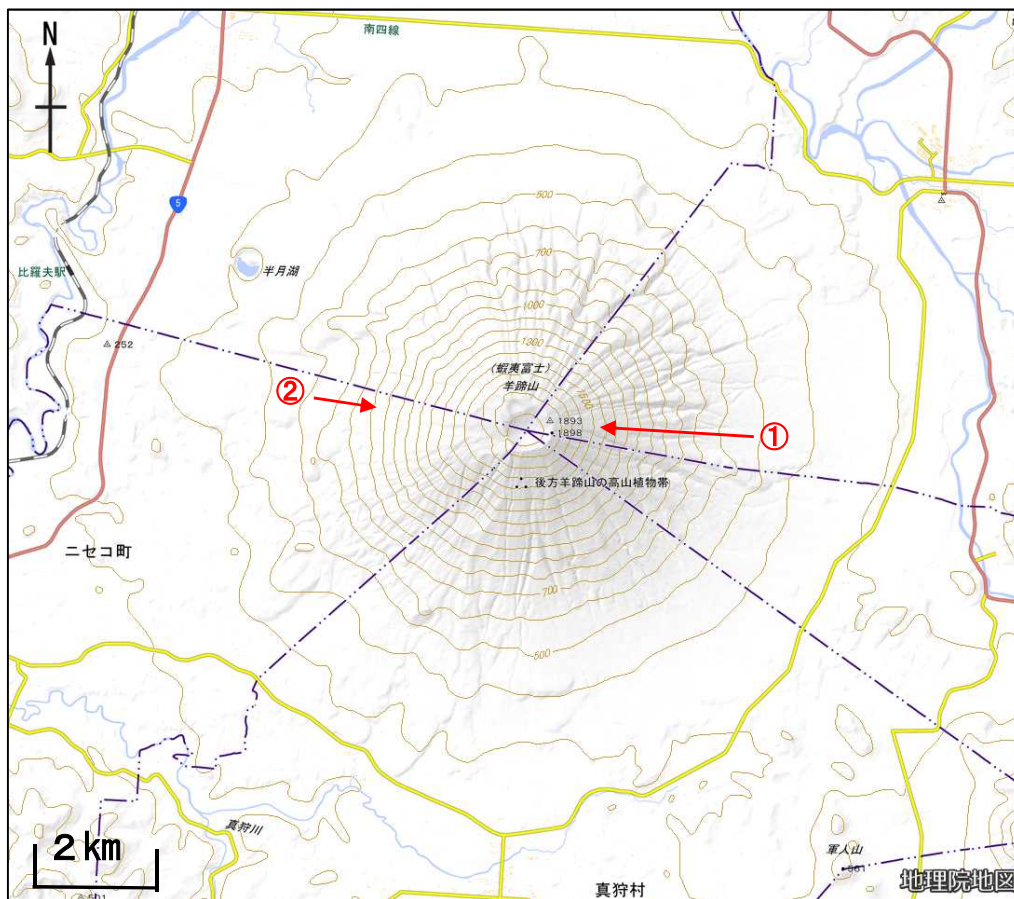 N
南四線
5
500
半月湖
700
比羅夫駅
1000
252
1300
(蝦夷富士)
羊蹄山
②
1500
1893
①
1898
後方羊蹄山の高山植物帯
ニセコ町
700
500
真狩川
2km
軍人山
真狩村
地理院地図